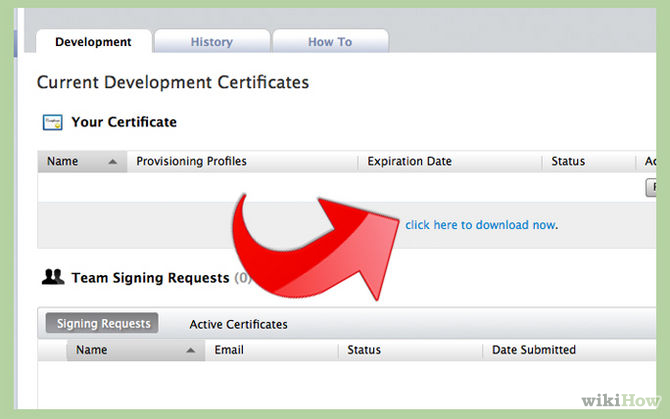 Development History How To
Current Development Certificates
Your Certificate
Name Provisioning Profiles Expiration Date Status
click here to download now.
Team Signing Requests (0)
Signing Requests Active Certificates
Name Email Status Date Submitted
wikiHow